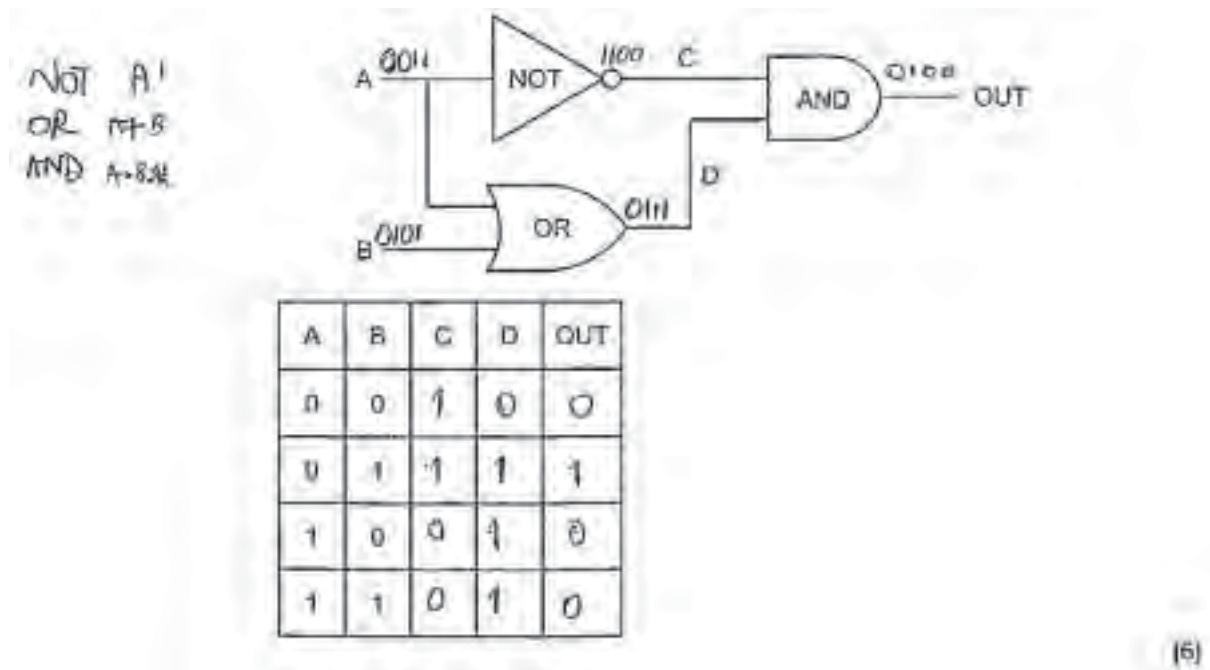 NOT A'
OR
AND
A 0011 NOT 1100 C
AND 0100 OUT
D
B 0101 OR 0111
A B C D OUT
0 0 1 0 0
0 1 1 1 1
1 0 0 1 0
1 1 0 1 0
(6)